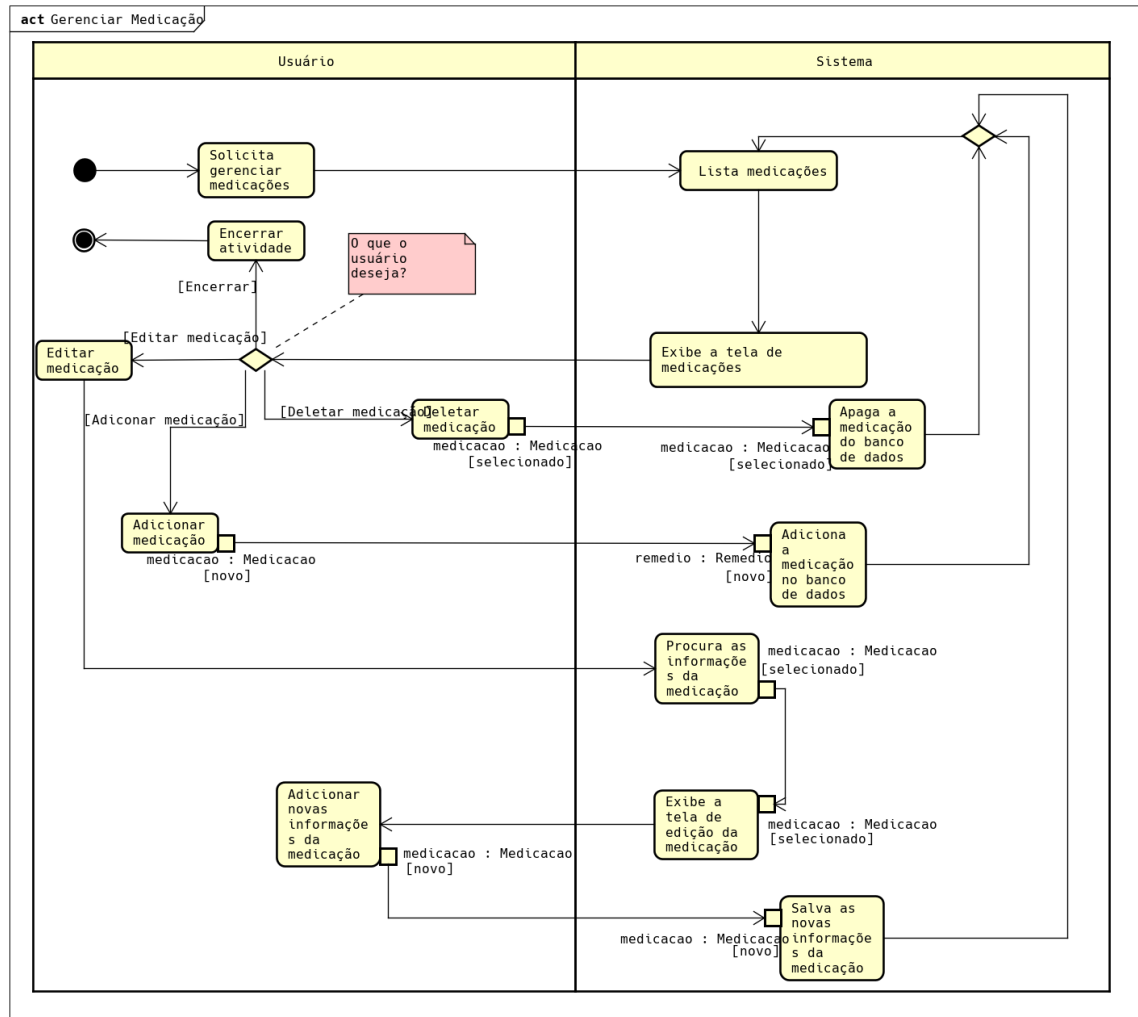 act Gerenciar Medicação
Usuário
Sistema
Solicita
gerenciar
medicações
Lista medicações
Encerrar
atividade
O que o
usuário
deseja?
[Encerrar]
[Editar medicação]
Editar
medicação
Exibe a tela de
medicações
[Adiconar medicação]
[Deletar medicação]
Deletar
medicação
medicacao : Medicacao
[selecionado]
medicacao : Medicacao
[selecionado]
Apaga a
medicação
do banco
de dados
Adicionar
medicação
medicacao : Medicacao
[novo]
remedio : Remedio
[novo]
Adiciona
a
medicação
no banco
de dados
Procura as
informaçõe
s da
medicação
medicacao : Medicacao
[selecionado]
Adicionar
novas
informaçõe
s da
medicação
Exibe a
tela de
edição da
medicação
medicacao : Medicacao
[selecionado]
medicacao : Medicacao
[novo]
medicacao : Medicacao
[novo]
Salva as
novas
informaçõe
s da
medicação